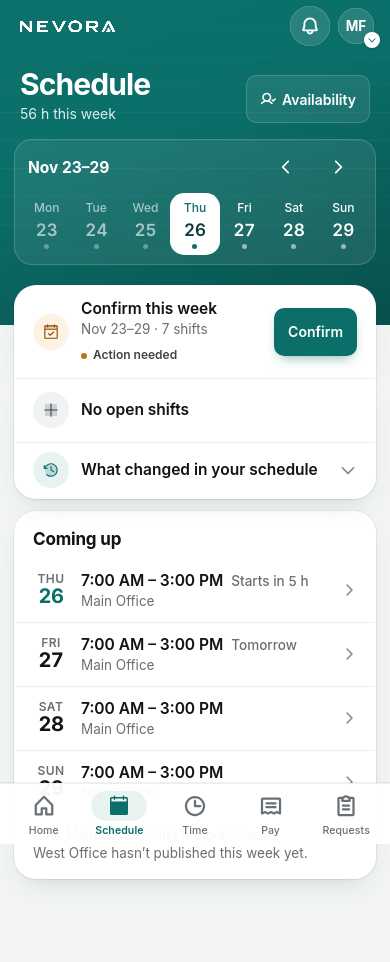 NEVORA
MF
Schedule
56 h this week
Availability
Nov 23–29
Mon Tue Wed Thu Fri Sat Sun
23 24 25 26 27 28 29
Confirm this week
Nov 23–29 · 7 shifts
Action needed
Confirm
No open shifts
What changed in your schedule
Coming up
THU
26
7:00 AM – 3:00 PM Starts in 5 h
Main Office
FRI
27
7:00 AM – 3:00 PM Tomorrow
Main Office
SAT
28
7:00 AM – 3:00 PM
Main Office
SUN
29
7:00 AM – 3:00 PM
Home Schedule Time Pay Requests
West Office hasn’t published this week yet.